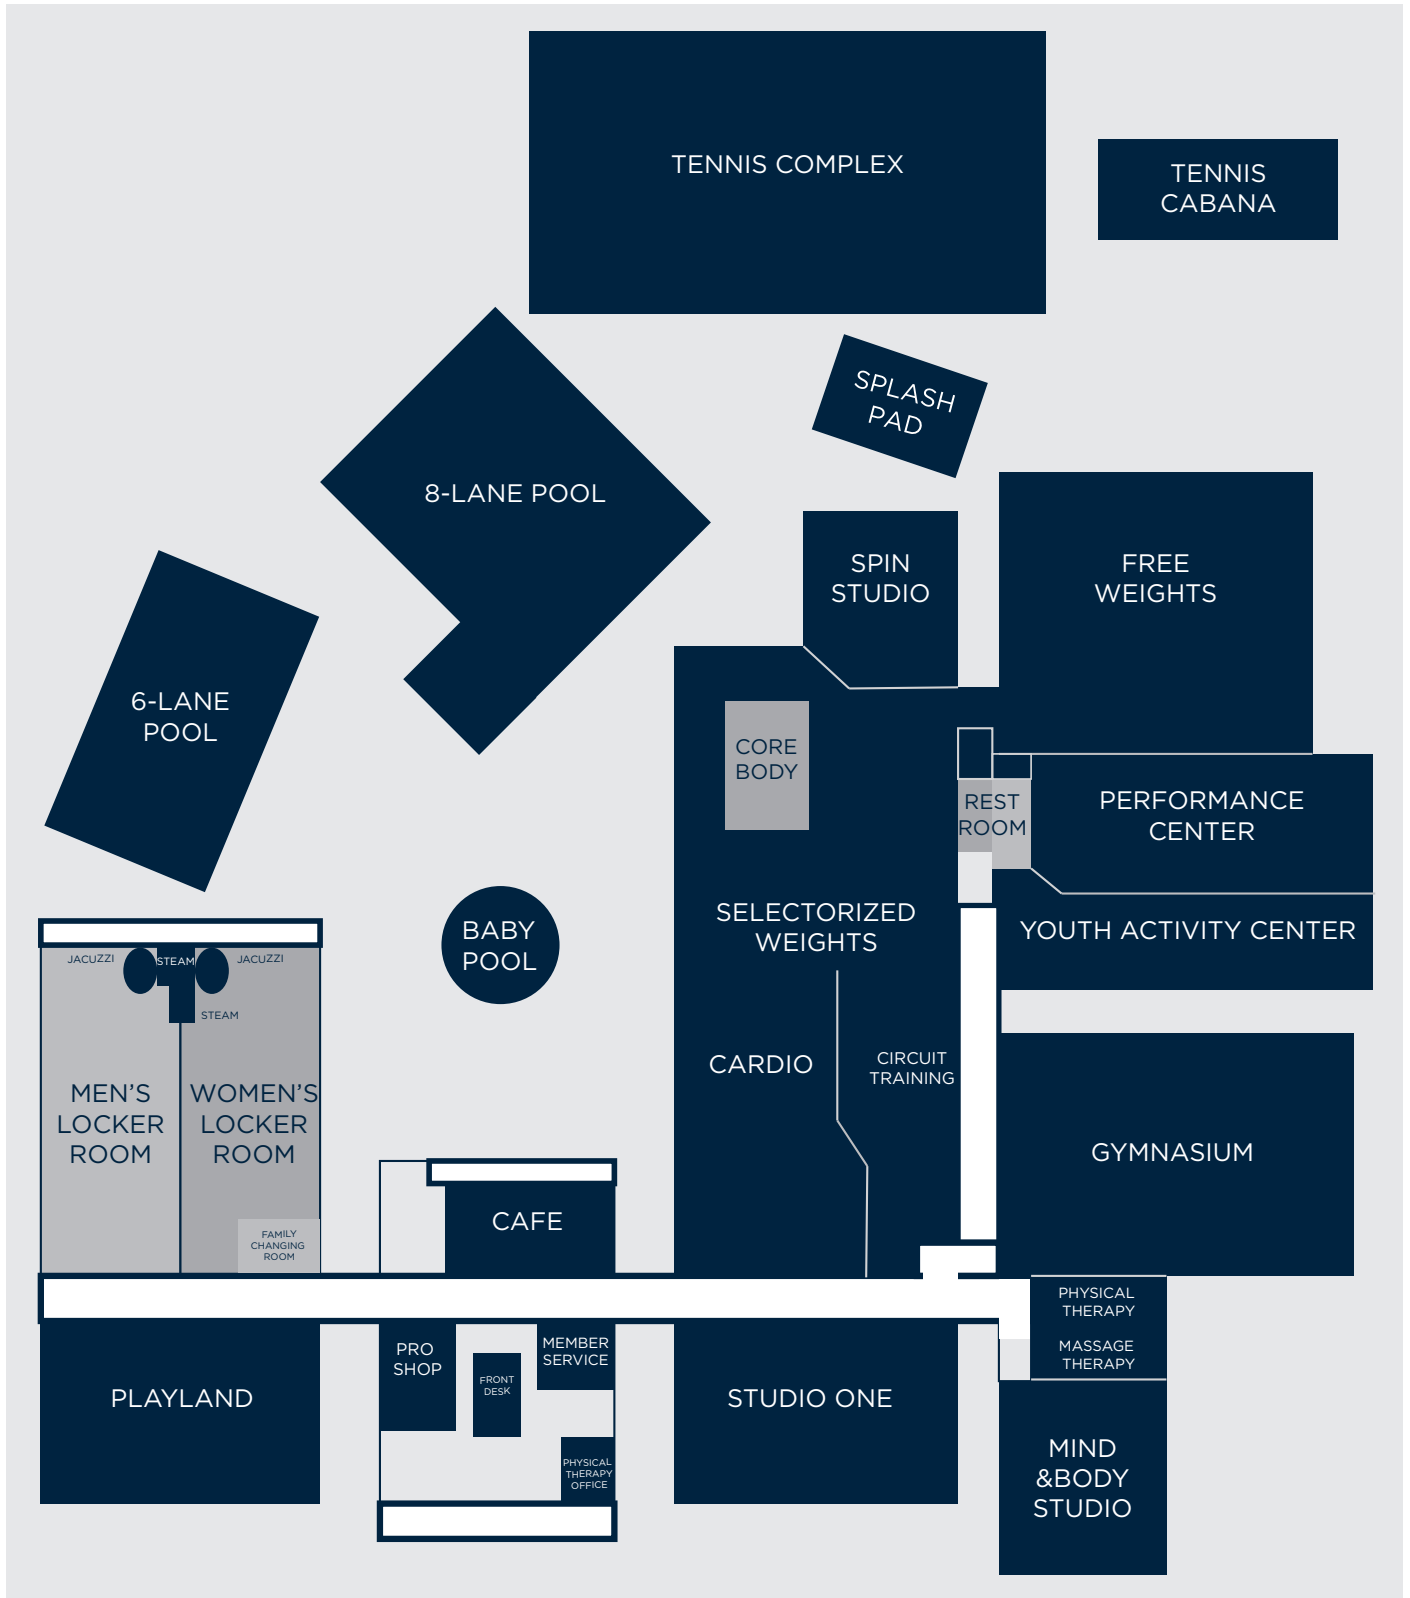 TENNIS COMPLEX
TENNIS
CABANA
SPLASH
PAD
8-LANE POOL
SPIN
STUDIO
FREE
WEIGHTS
6-LANE
POOL
CORE
BODY
REST
ROOM
PERFORMANCE
CENTER
SELECTORIZED
WEIGHTS
BABY
POOL
YOUTH ACTIVITY CENTER
JACUZZI
STEAM
JACUZZI
STEAM
CARDIO
CIRCUIT
TRAINING
MEN'S
LOCKER
ROOM
WOMEN'S
LOCKER
ROOM
GYMNASIUM
CAFE
FAMILY
CHANGING
ROOM
PHYSICAL
THERAPY
MASSAGE
THERAPY
PRO
SHOP
MEMBER
SERVICE
FRONT
DESK
PLAYLAND
STUDIO ONE
PHYSICAL
THERAPY
OFFICE
MIND
&BODY
STUDIO